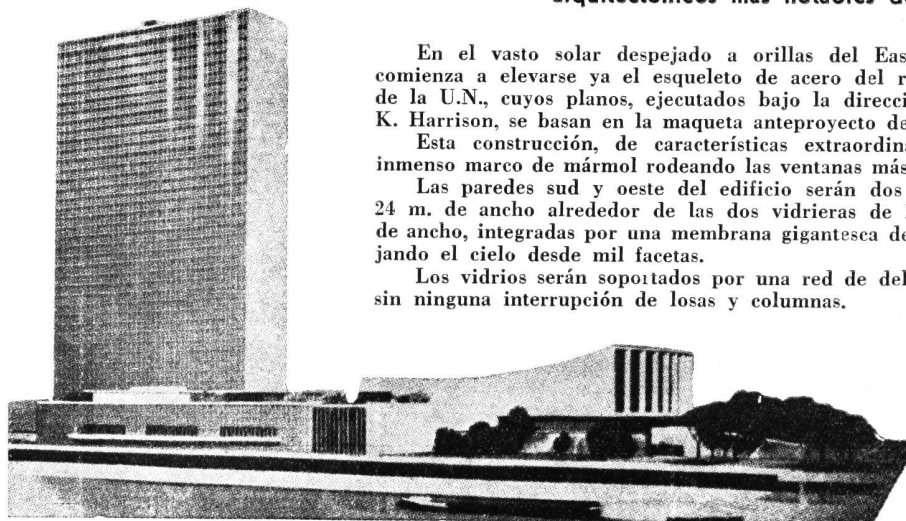 arquitectónicos más notables d
En el vasto solar despejado a orillas del Eas
comienza a elevarse ya el esqueleto de acero del r
de la U.N., cuyos planos, ejecutados bajo la direcci
K. Harrison, se basan en la maqueta anteproyecto de
Esta construcción, de características extraordina
inmenso marco de mármol rodeando las ventanas más
Las paredes sud y oeste del edificio serán dos
24 m. de ancho alrededor de las dos vidrieras de
de ancho, integradas por una membrana gigantesca de
jando el cielo desde mil facetas.
Los vidrios serán soportados por una red de del
sin ninguna interrupción de losas y columnas.